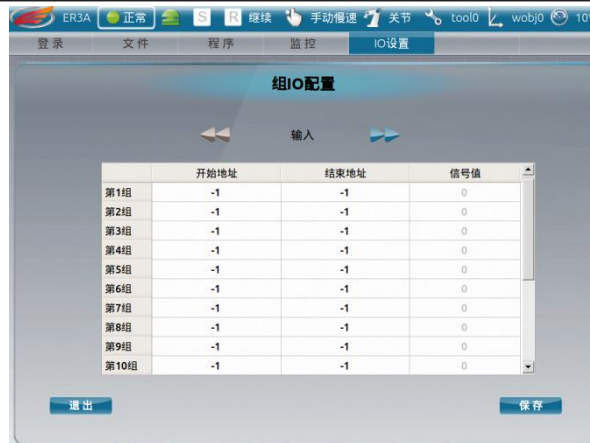 ER3A 正常 S R 继续 手动慢速 关节 tool0 wobj0 10%
登录 文件 程序 监控 IO设置
组IO配置
输入
开始地址 结束地址 信号值
第1组 -1 -1 0
第2组 -1 -1 0
第3组 -1 -1 0
第4组 -1 -1 0
第5组 -1 -1 0
第6组 -1 -1 0
第7组 -1 -1 0
第8组 -1 -1 0
第9组 -1 -1 0
第10组 -1 -1 0
退出 保存